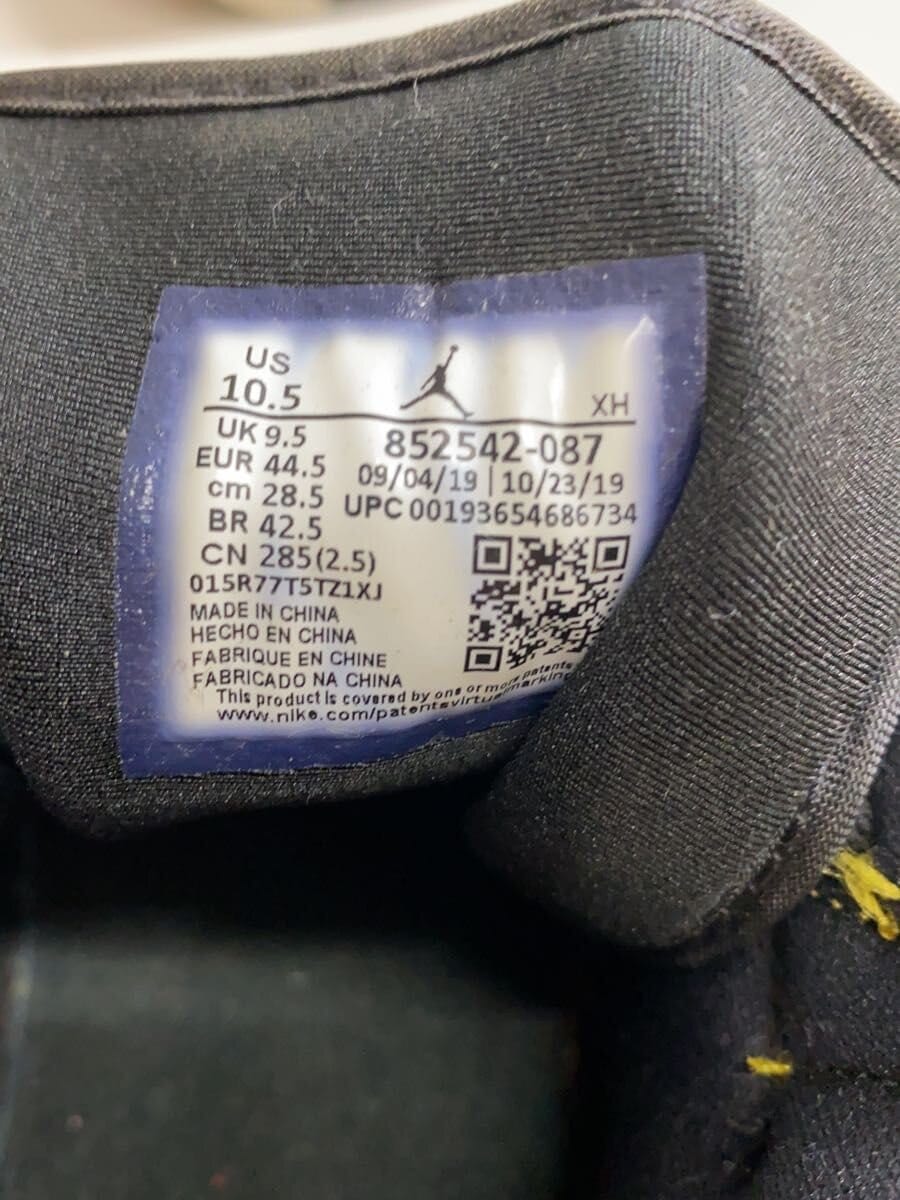 US
10.5
XH
UK 9.5
EUR 44.5
cm 28.5
BR 42.5
CN 285(2.5)
852542-087
09/04/19 | 10/23/19
UPC 00193654686734
015R77T5TZ1XJ
MADE IN CHINA
HECHO EN CHINA
FABRIQUE EN CHINE
FABRICADO NA CHINA
This product is covered by one or more patents
www.nike.com/patentsvirtualmarking